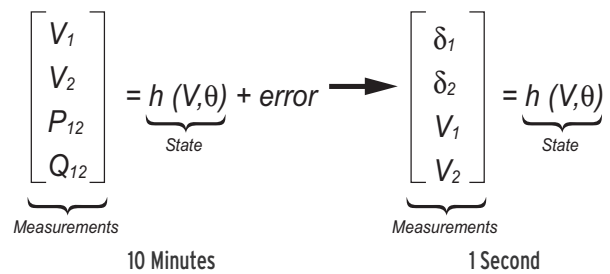 V1
V2
P12
Q12
= h (V,θ) + error
State
Measurements
10 Minutes
δ1
δ2
V1
V2
= h (V,θ)
State
Measurements
1 Second